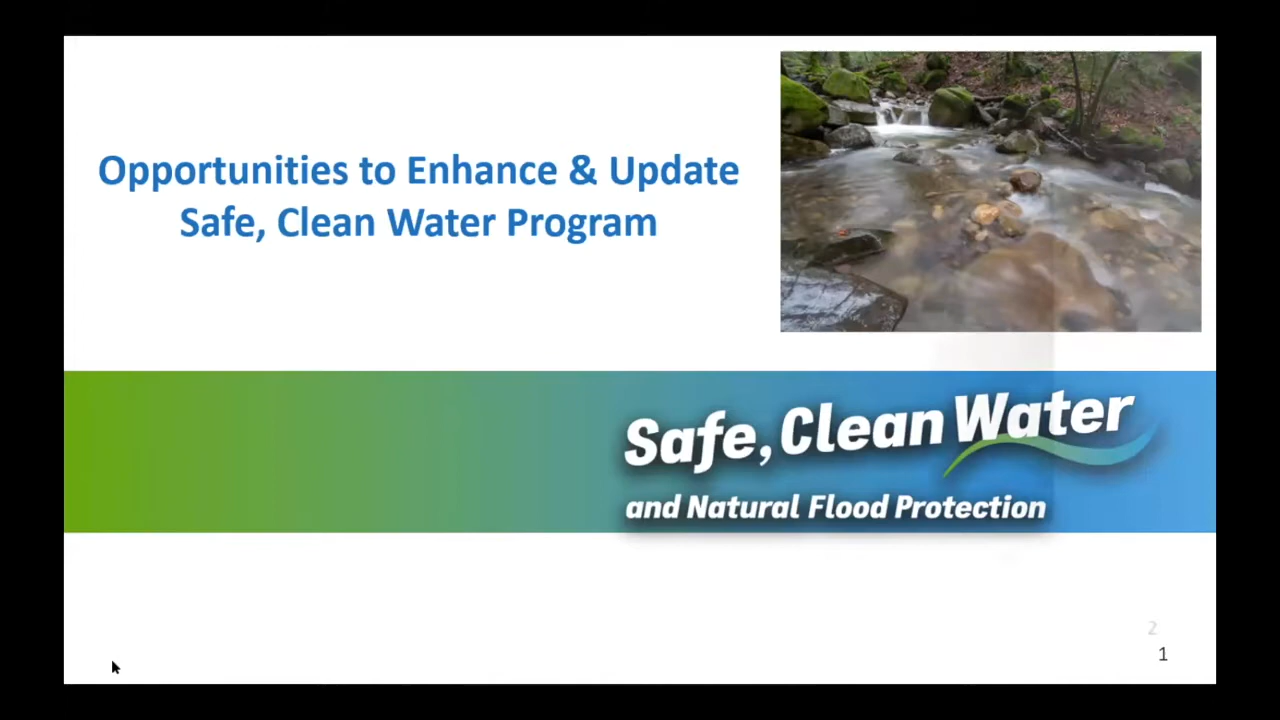 Opportunities to Enhance & Update
Safe, Clean Water Program
Safe, Clean Water
and Natural Flood Protection
2
1